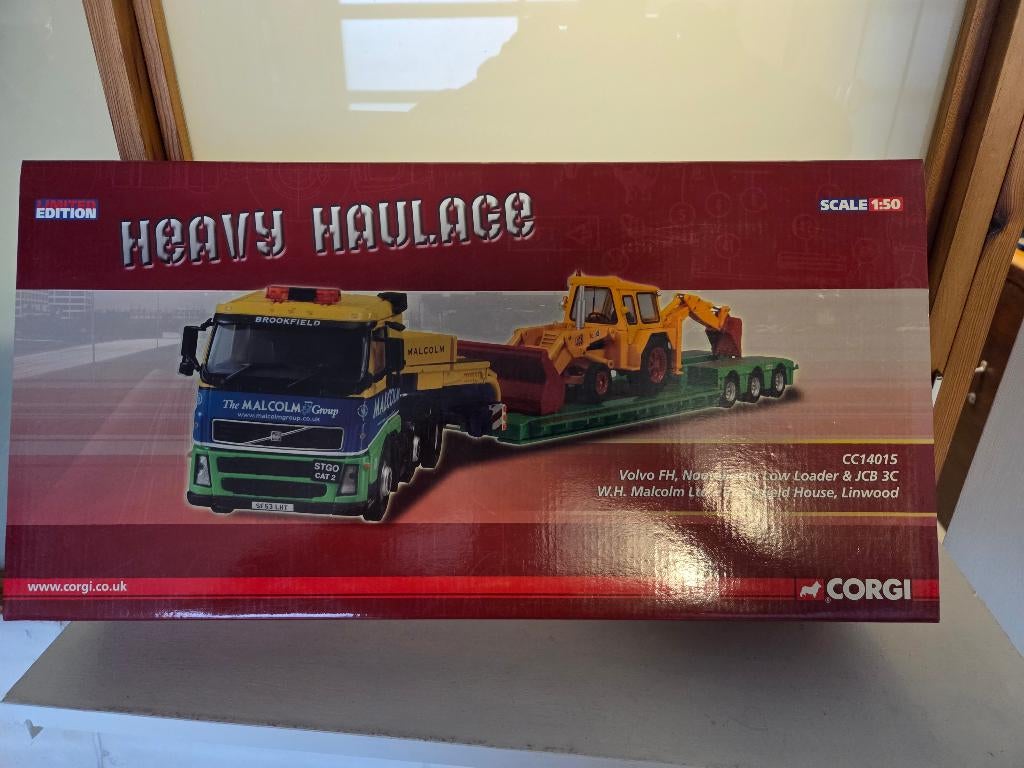 LIMITED
EDITION
HEAVY HAULAGE
SCALE 1:50
BROOKFIELD
MALCOLM
The MALCOLM Group
www.malcolmgroup.co.uk
MALCOLM
STGO
CAT 2
SF53 LHT
CC14015
Volvo FH, Low Loader & JCB 3C
W.H. Malcolm House, Linwood
www.corgi.co.uk
CORGI